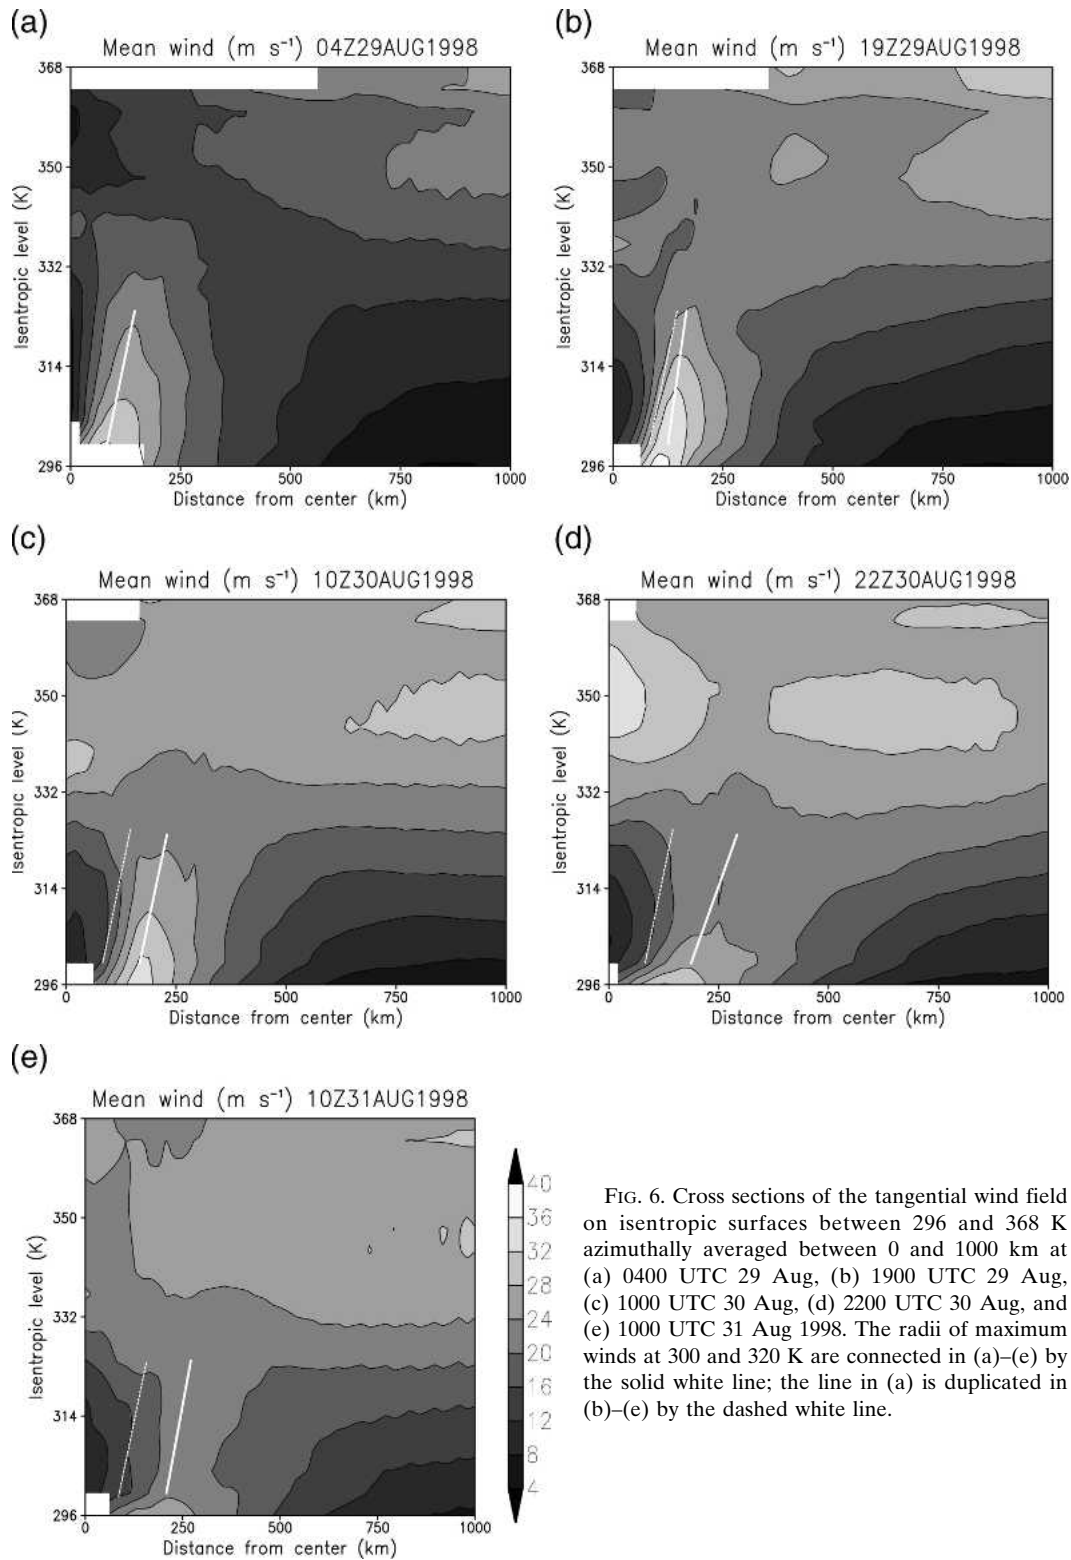 (a)
Mean wind (m s⁻¹) 04Z29AUG1998
368
350
332
314
296
Isentropic level (K)
0 250 500 750 1000
Distance from center (km)
(b)
Mean wind (m s⁻¹) 19Z29AUG1998
368
350
332
314
296
Isentropic level (K)
0 250 500 750 1000
Distance from center (km)
(c)
Mean wind (m s⁻¹) 10Z30AUG1998
368
350
332
314
296
Isentropic level (K)
0 250 500 750 1000
Distance from center (km)
(d)
Mean wind (m s⁻¹) 22Z30AUG1998
368
350
332
314
296
Isentropic level (K)
0 250 500 750 1000
Distance from center (km)
(e)
Mean wind (m s⁻¹) 10Z31AUG1998
368
350
332
314
296
Isentropic level (K)
0 250 500 750 1000
Distance from center (km)
40
36
32
28
24
20
16
12
8
4
FIG. 6. Cross sections of the tangential wind field
on isentropic surfaces between 296 and 368 K
azimuthally averaged between 0 and 1000 km at
(a) 0400 UTC 29 Aug, (b) 1900 UTC 29 Aug,
(c) 1000 UTC 30 Aug, (d) 2200 UTC 30 Aug, and
(e) 1000 UTC 31 Aug 1998. The radii of maximum
winds at 300 and 320 K are connected in (a)–(e) by
the solid white line; the line in (a) is duplicated in
(b)–(e) by the dashed white line.